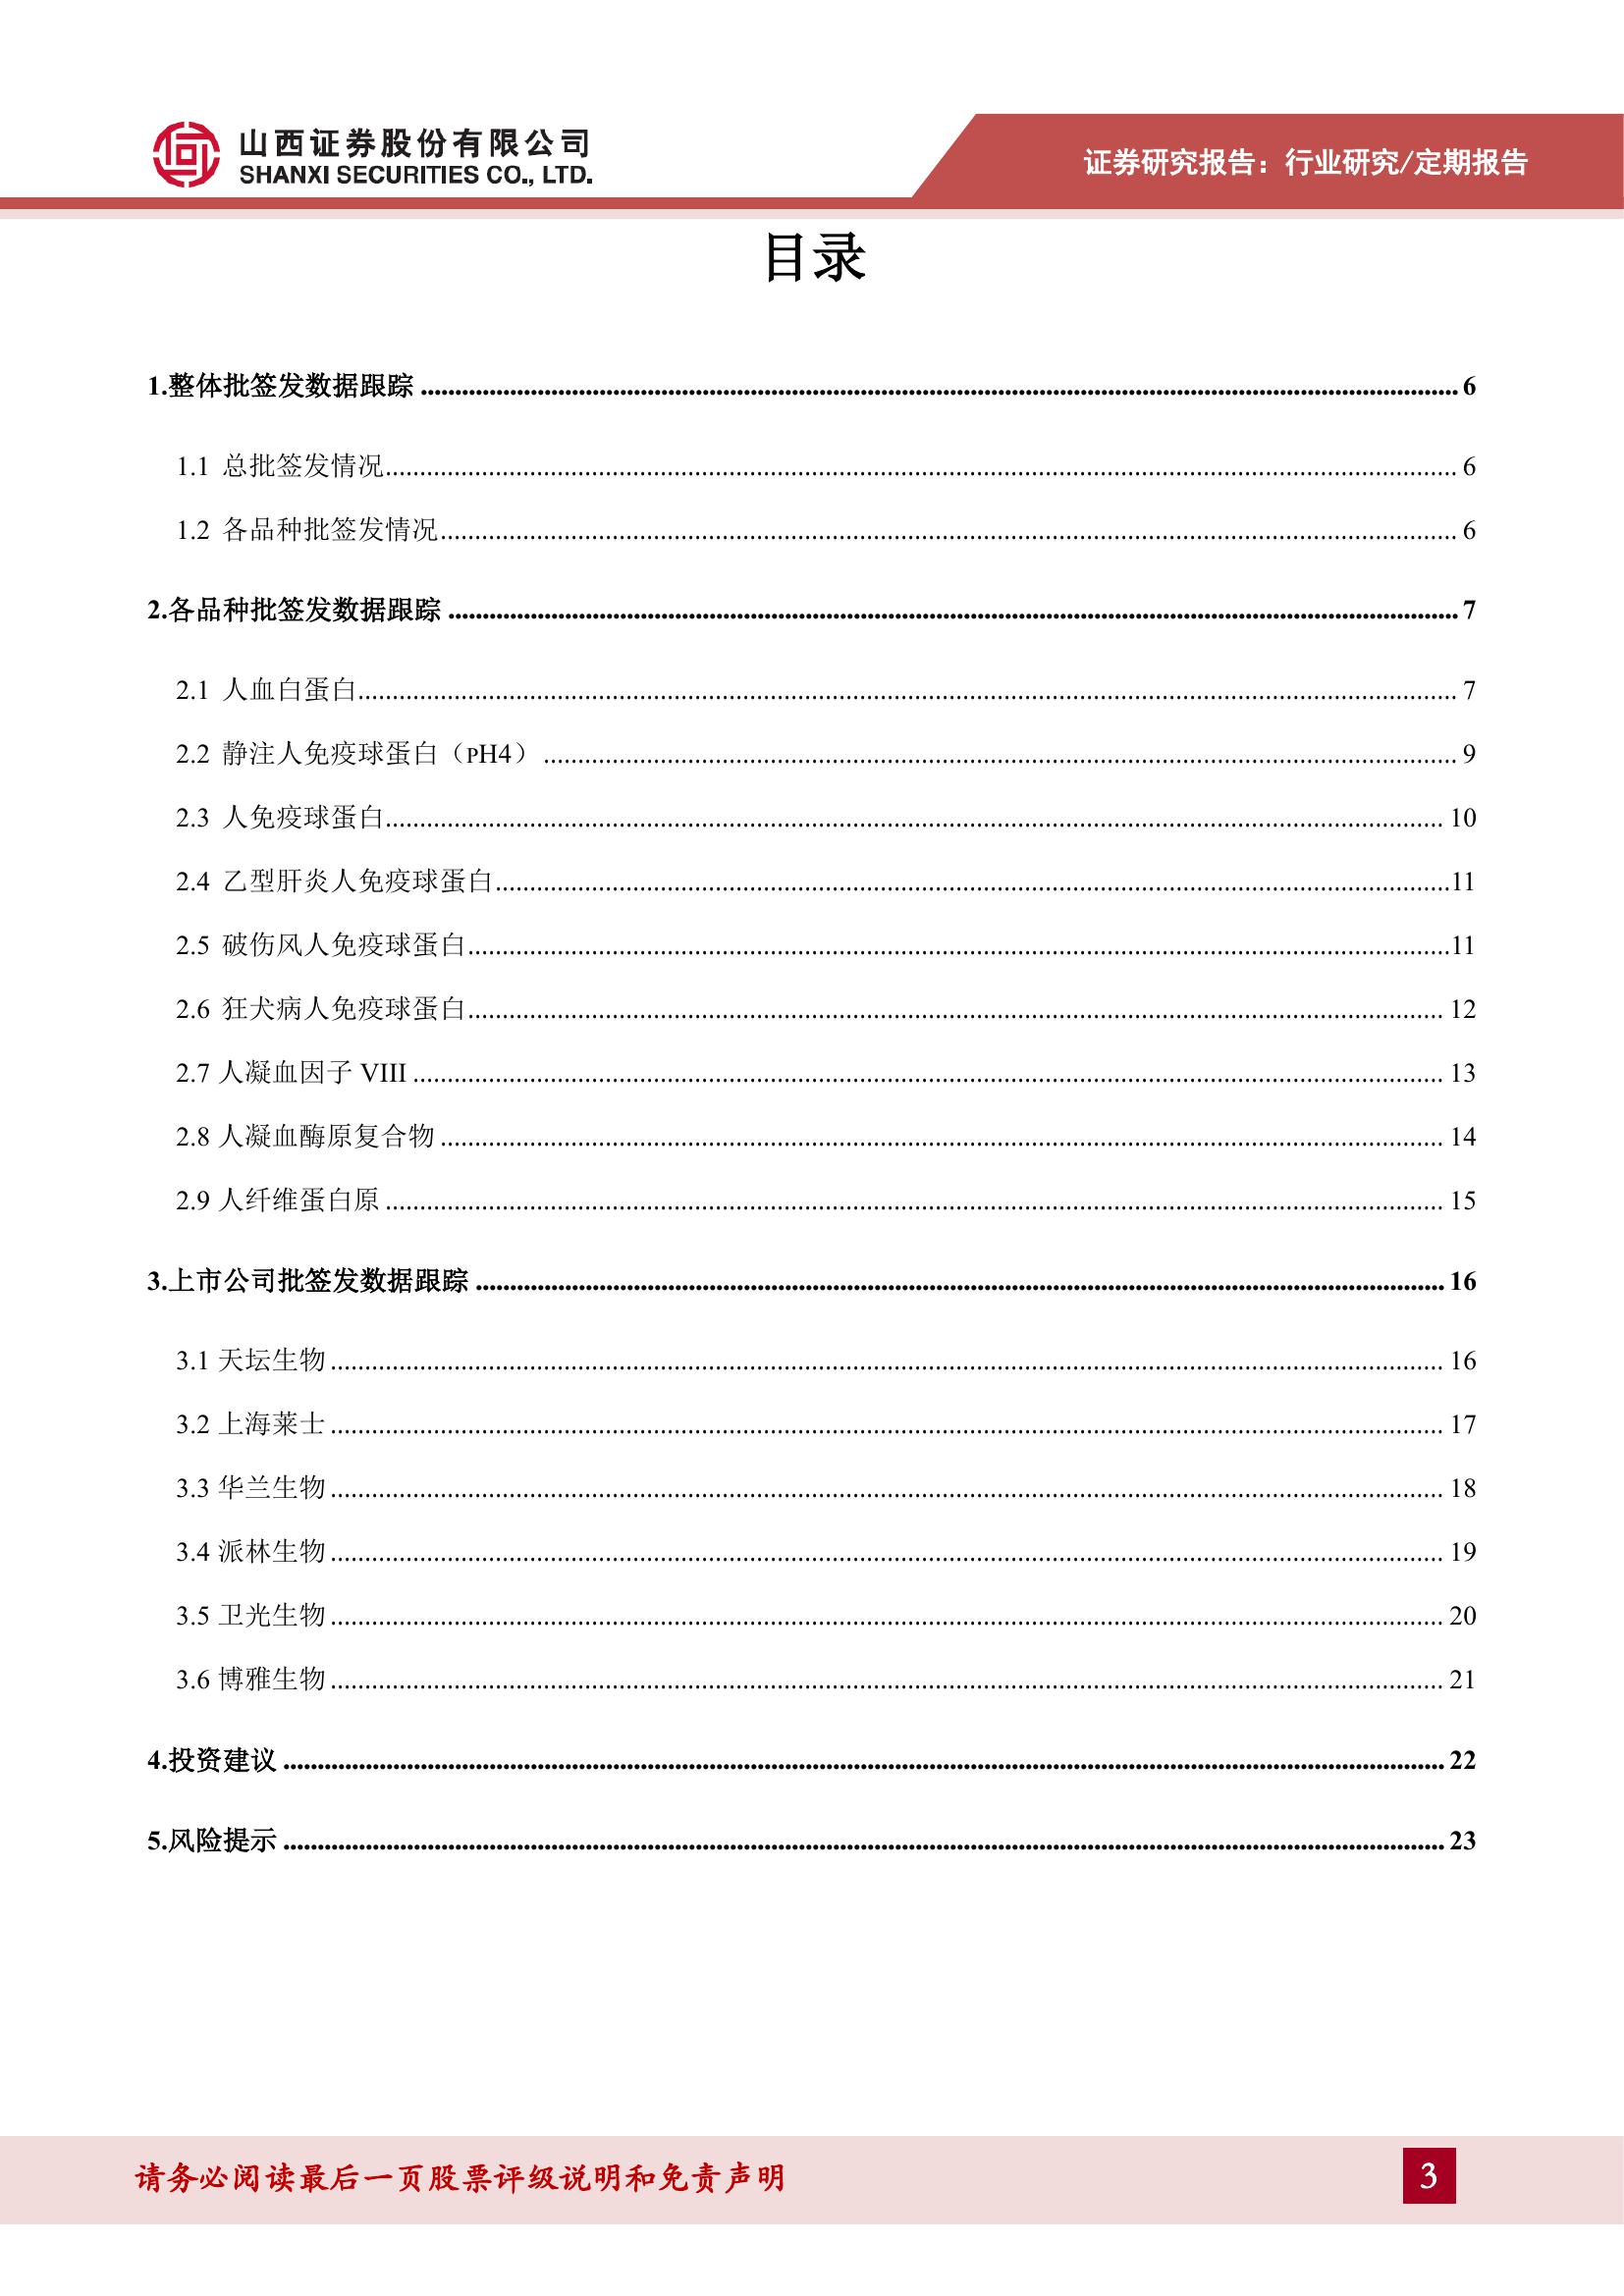 山西证券股份有限公司
SHANXI SECURITIES CO., LTD.
证券研究报告：行业研究/定期报告
目录
1.整体批签发数据跟踪 6
1.1 总批签发情况 6
1.2 各品种批签发情况 6
2.各品种批签发数据跟踪 7
2.1 人血白蛋白 7
2.2 静注人免疫球蛋白（pH4） 9
2.3 人免疫球蛋白 10
2.4 乙型肝炎人免疫球蛋白 11
2.5 破伤风人免疫球蛋白 11
2.6 狂犬病人免疫球蛋白 12
2.7 人凝血因子 VIII 13
2.8 人凝血酶原复合物 14
2.9 人纤维蛋白原 15
3.上市公司批签发数据跟踪 16
3.1 天坛生物 16
3.2 上海莱士 17
3.3 华兰生物 18
3.4 派林生物 19
3.5 卫光生物 20
3.6 博雅生物 21
4.投资建议 22
5.风险提示 23
请务必阅读最后一页股票评级说明和免责声明
3